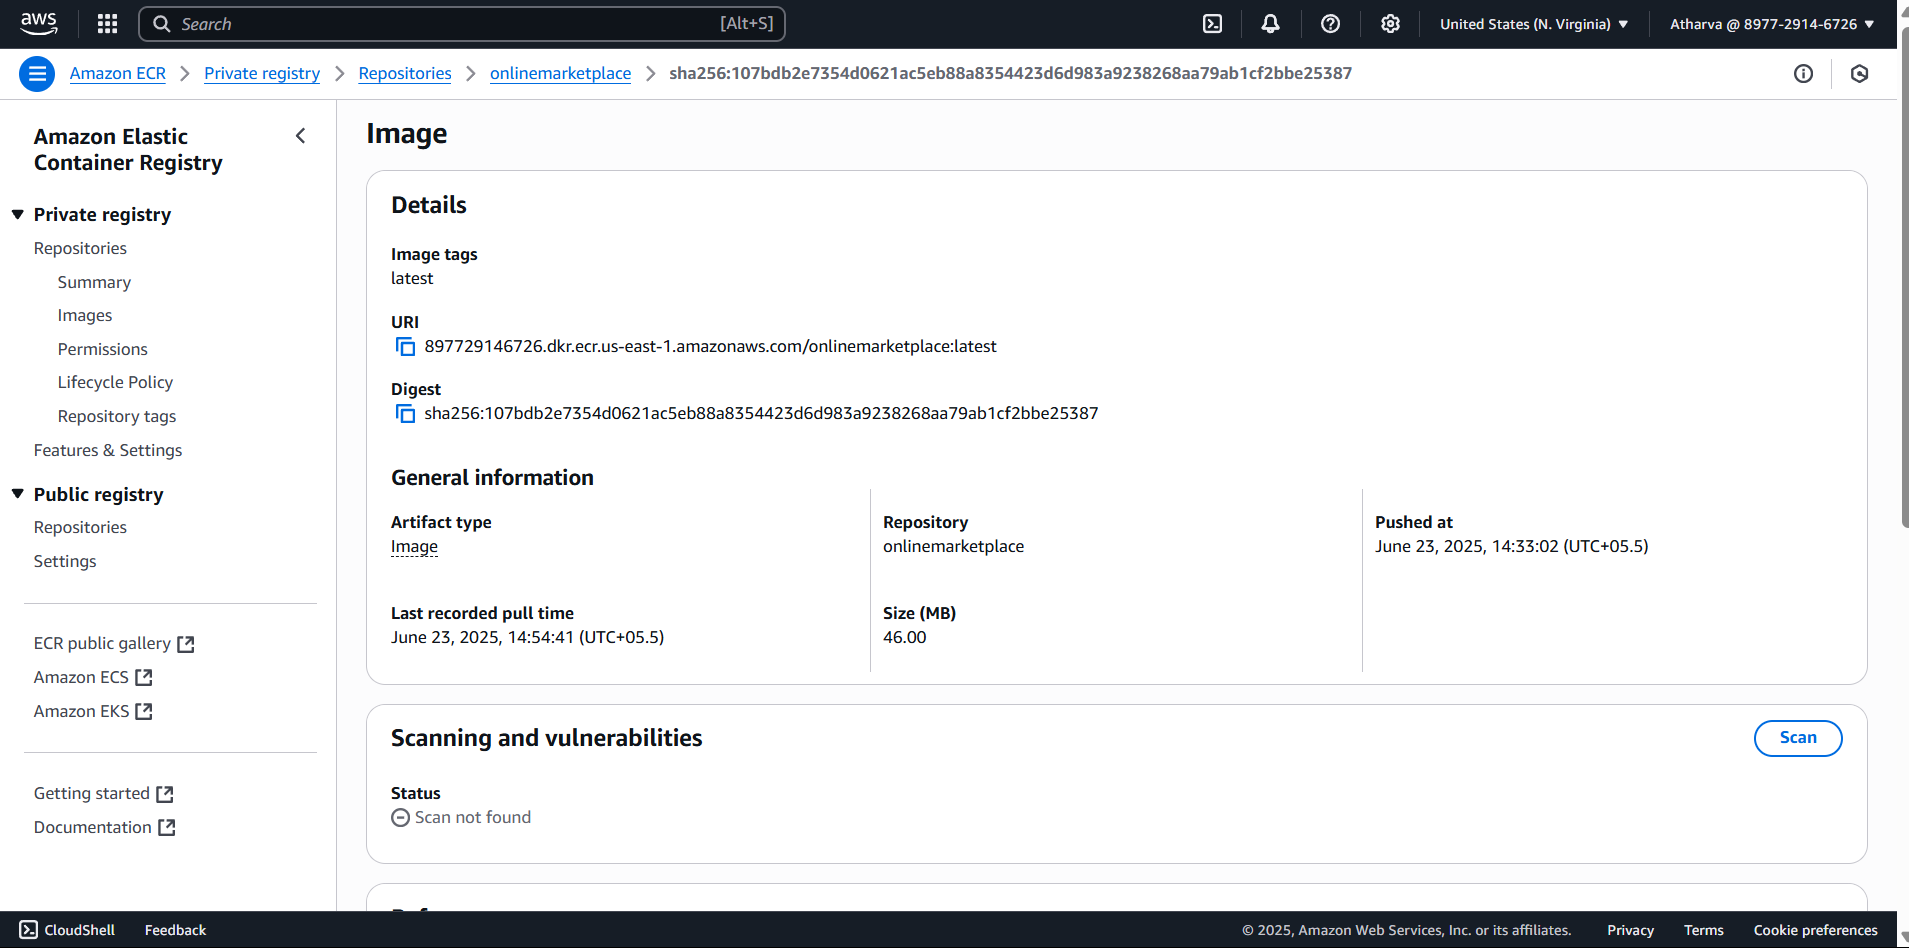 aws
Search [Alt+S]
United States (N. Virginia)
Atharva @ 8977-2914-6726
Amazon ECR
Private registry
Repositories
onlinemarketplace
sha256:107bdb2e7354d0621ac5eb88a8354423d6d983a9238268aa79ab1cf2bbe25387
Amazon Elastic
Container Registry
Private registry
Repositories
Summary
Images
Permissions
Lifecycle Policy
Repository tags
Features & Settings
Public registry
Repositories
Settings
ECR public gallery
Amazon ECS
Amazon EKS
Getting started
Documentation
Image
Details
Image tags
latest
URI
897729146726.dkr.ecr.us-east-1.amazonaws.com/onlinemarketplace:latest
Digest
sha256:107bdb2e7354d0621ac5eb88a8354423d6d983a9238268aa79ab1cf2bbe25387
General information
Artifact type
Image
Repository
onlinemarketplace
Pushed at
June 23, 2025, 14:33:02 (UTC+05.5)
Last recorded pull time
June 23, 2025, 14:54:41 (UTC+05.5)
Size (MB)
46.00
Scanning and vulnerabilities
Scan
Status
Scan not found
CloudShell
Feedback
© 2025, Amazon Web Services, Inc. or its affiliates.
Privacy
Terms
Cookie preferences